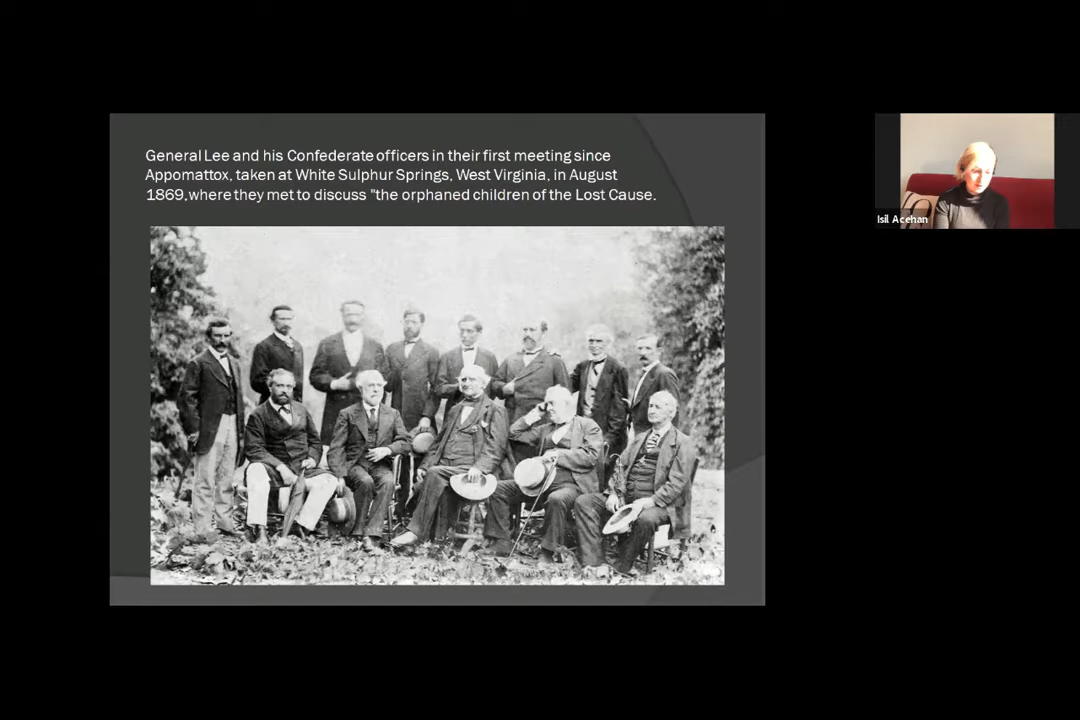 General Lee and his Confederate officers in their first meeting since
Appomattox, taken at White Sulphur Springs, West Virginia, in August
1869,where they met to discuss "the orphaned children of the Lost Cause.
Isil Acehan